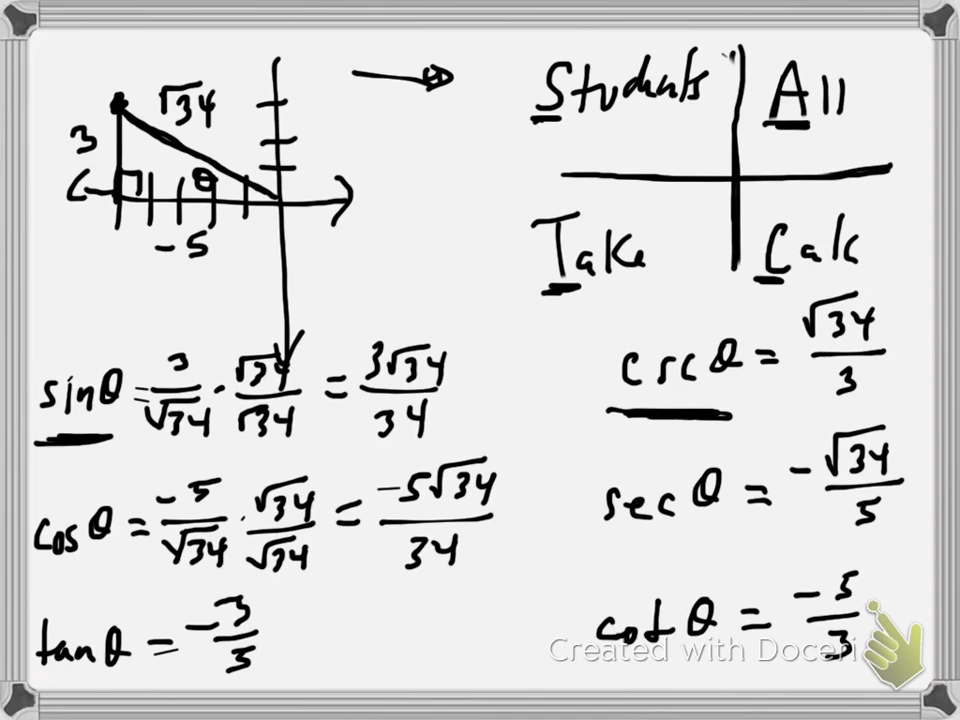 √34
3
θ
-5
Students All
Take Calc
sinθ = 3/√34 · √34/√34 = 3√34/34
cosθ = -5/√34 · √34/√34 = -5√34/34
tanθ = -3/5
cscθ = √34/3
secθ = -√34/5
cotθ = -5/3
Created with Doceri